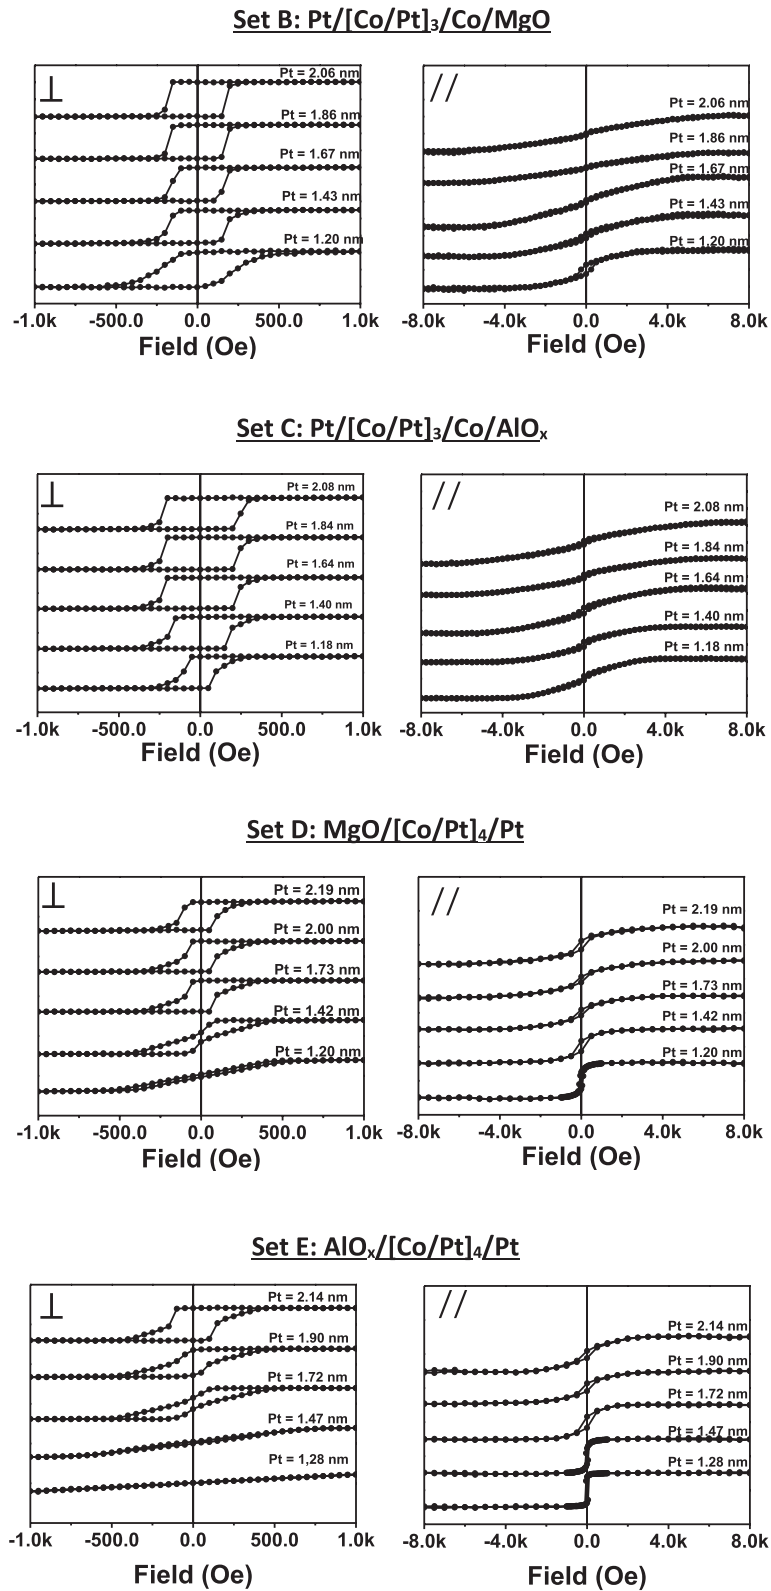 Set B: Pt/[Co/Pt]₃/Co/MgO
⊥
Pt = 2.06 nm
Pt = 1.86 nm
Pt = 1.67 nm
Pt = 1.43 nm
Pt = 1.20 nm
-1.0k -500.0 0.0 500.0 1.0k
Field (Oe)
//
Pt = 2.06 nm
Pt = 1.86 nm
Pt = 1.67 nm
Pt = 1.43 nm
Pt = 1.20 nm
-8.0k -4.0k 0.0 4.0k 8.0k
Field (Oe)
Set C: Pt/[Co/Pt]₃/Co/AlOₓ
⊥
Pt = 2.08 nm
Pt = 1.84 nm
Pt = 1.64 nm
Pt = 1.40 nm
Pt = 1.18 nm
-1.0k -500.0 0.0 500.0 1.0k
Field (Oe)
//
Pt = 2.08 nm
Pt = 1.84 nm
Pt = 1.64 nm
Pt = 1.40 nm
Pt = 1.18 nm
-8.0k -4.0k 0.0 4.0k 8.0k
Field (Oe)
Set D: MgO/[Co/Pt]₄/Pt
⊥
Pt = 2.19 nm
Pt = 2.00 nm
Pt = 1.73 nm
Pt = 1.42 nm
Pt = 1.20 nm
-1.0k -500.0 0.0 500.0 1.0k
Field (Oe)
//
Pt = 2.19 nm
Pt = 2.00 nm
Pt = 1.73 nm
Pt = 1.42 nm
Pt = 1.20 nm
-8.0k -4.0k 0.0 4.0k 8.0k
Field (Oe)
Set E: AlOₓ/[Co/Pt]₄/Pt
⊥
Pt = 2.14 nm
Pt = 1.90 nm
Pt = 1.72 nm
Pt = 1.47 nm
Pt = 1,28 nm
-1.0k -500.0 0.0 500.0 1.0k
Field (Oe)
//
Pt = 2.14 nm
Pt = 1.90 nm
Pt = 1.72 nm
Pt = 1.47 nm
Pt = 1.28 nm
-8.0k -4.0k 0.0 4.0k 8.0k
Field (Oe)